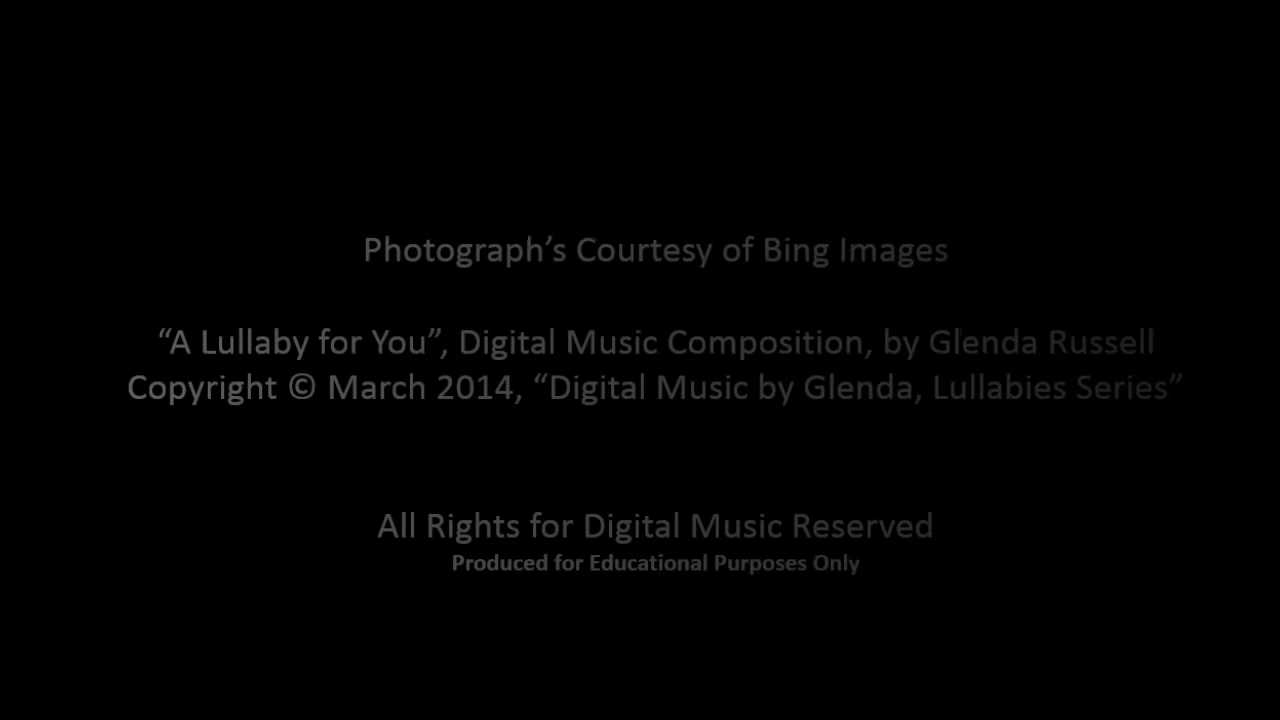 Photograph’s Courtesy of Bing Images
“A Lullaby for You”, Digital Music Composition, by Glenda Russell
Copyright © March 2014, “Digital Music by Glenda, Lullabies Series”
All Rights for Digital Music Reserved
Produced for Educational Purposes Only